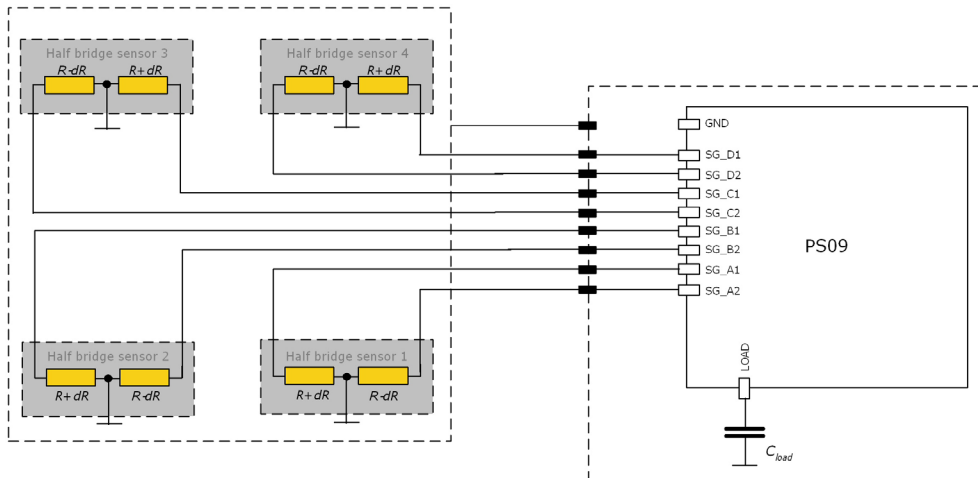 Half bridge sensor 3
R-dR R+dR
Half bridge sensor 4
R-dR R+dR
GND
SG_D1
SG_D2
SG_C1
SG_C2
SG_B1
SG_B2
SG_A1
SG_A2
PS09
LOAD
Cload
Half bridge sensor 2
R+dR R-dR
Half bridge sensor 1
R+dR R-dR